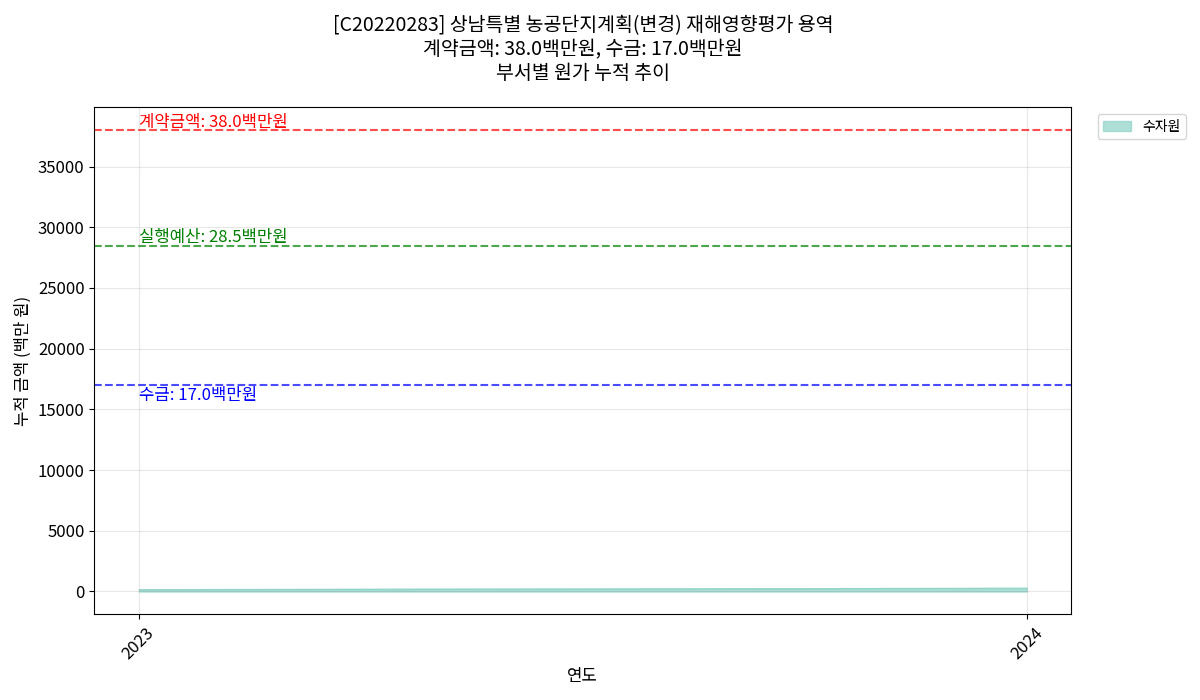 [C20220283] 상남특별 농공단지계획(변경) 재해영향평가 용역
계약금액: 38.0백만원, 수금: 17.0백만원
부서별 원가 누적 추이
계약금액: 38.0백만원
수자원
35000
30000
실행예산: 28.5백만원
25000
20000
수금: 17.0백만원
15000
10000
5000
0
누적 금액 (백만 원)
2023
2024
연도